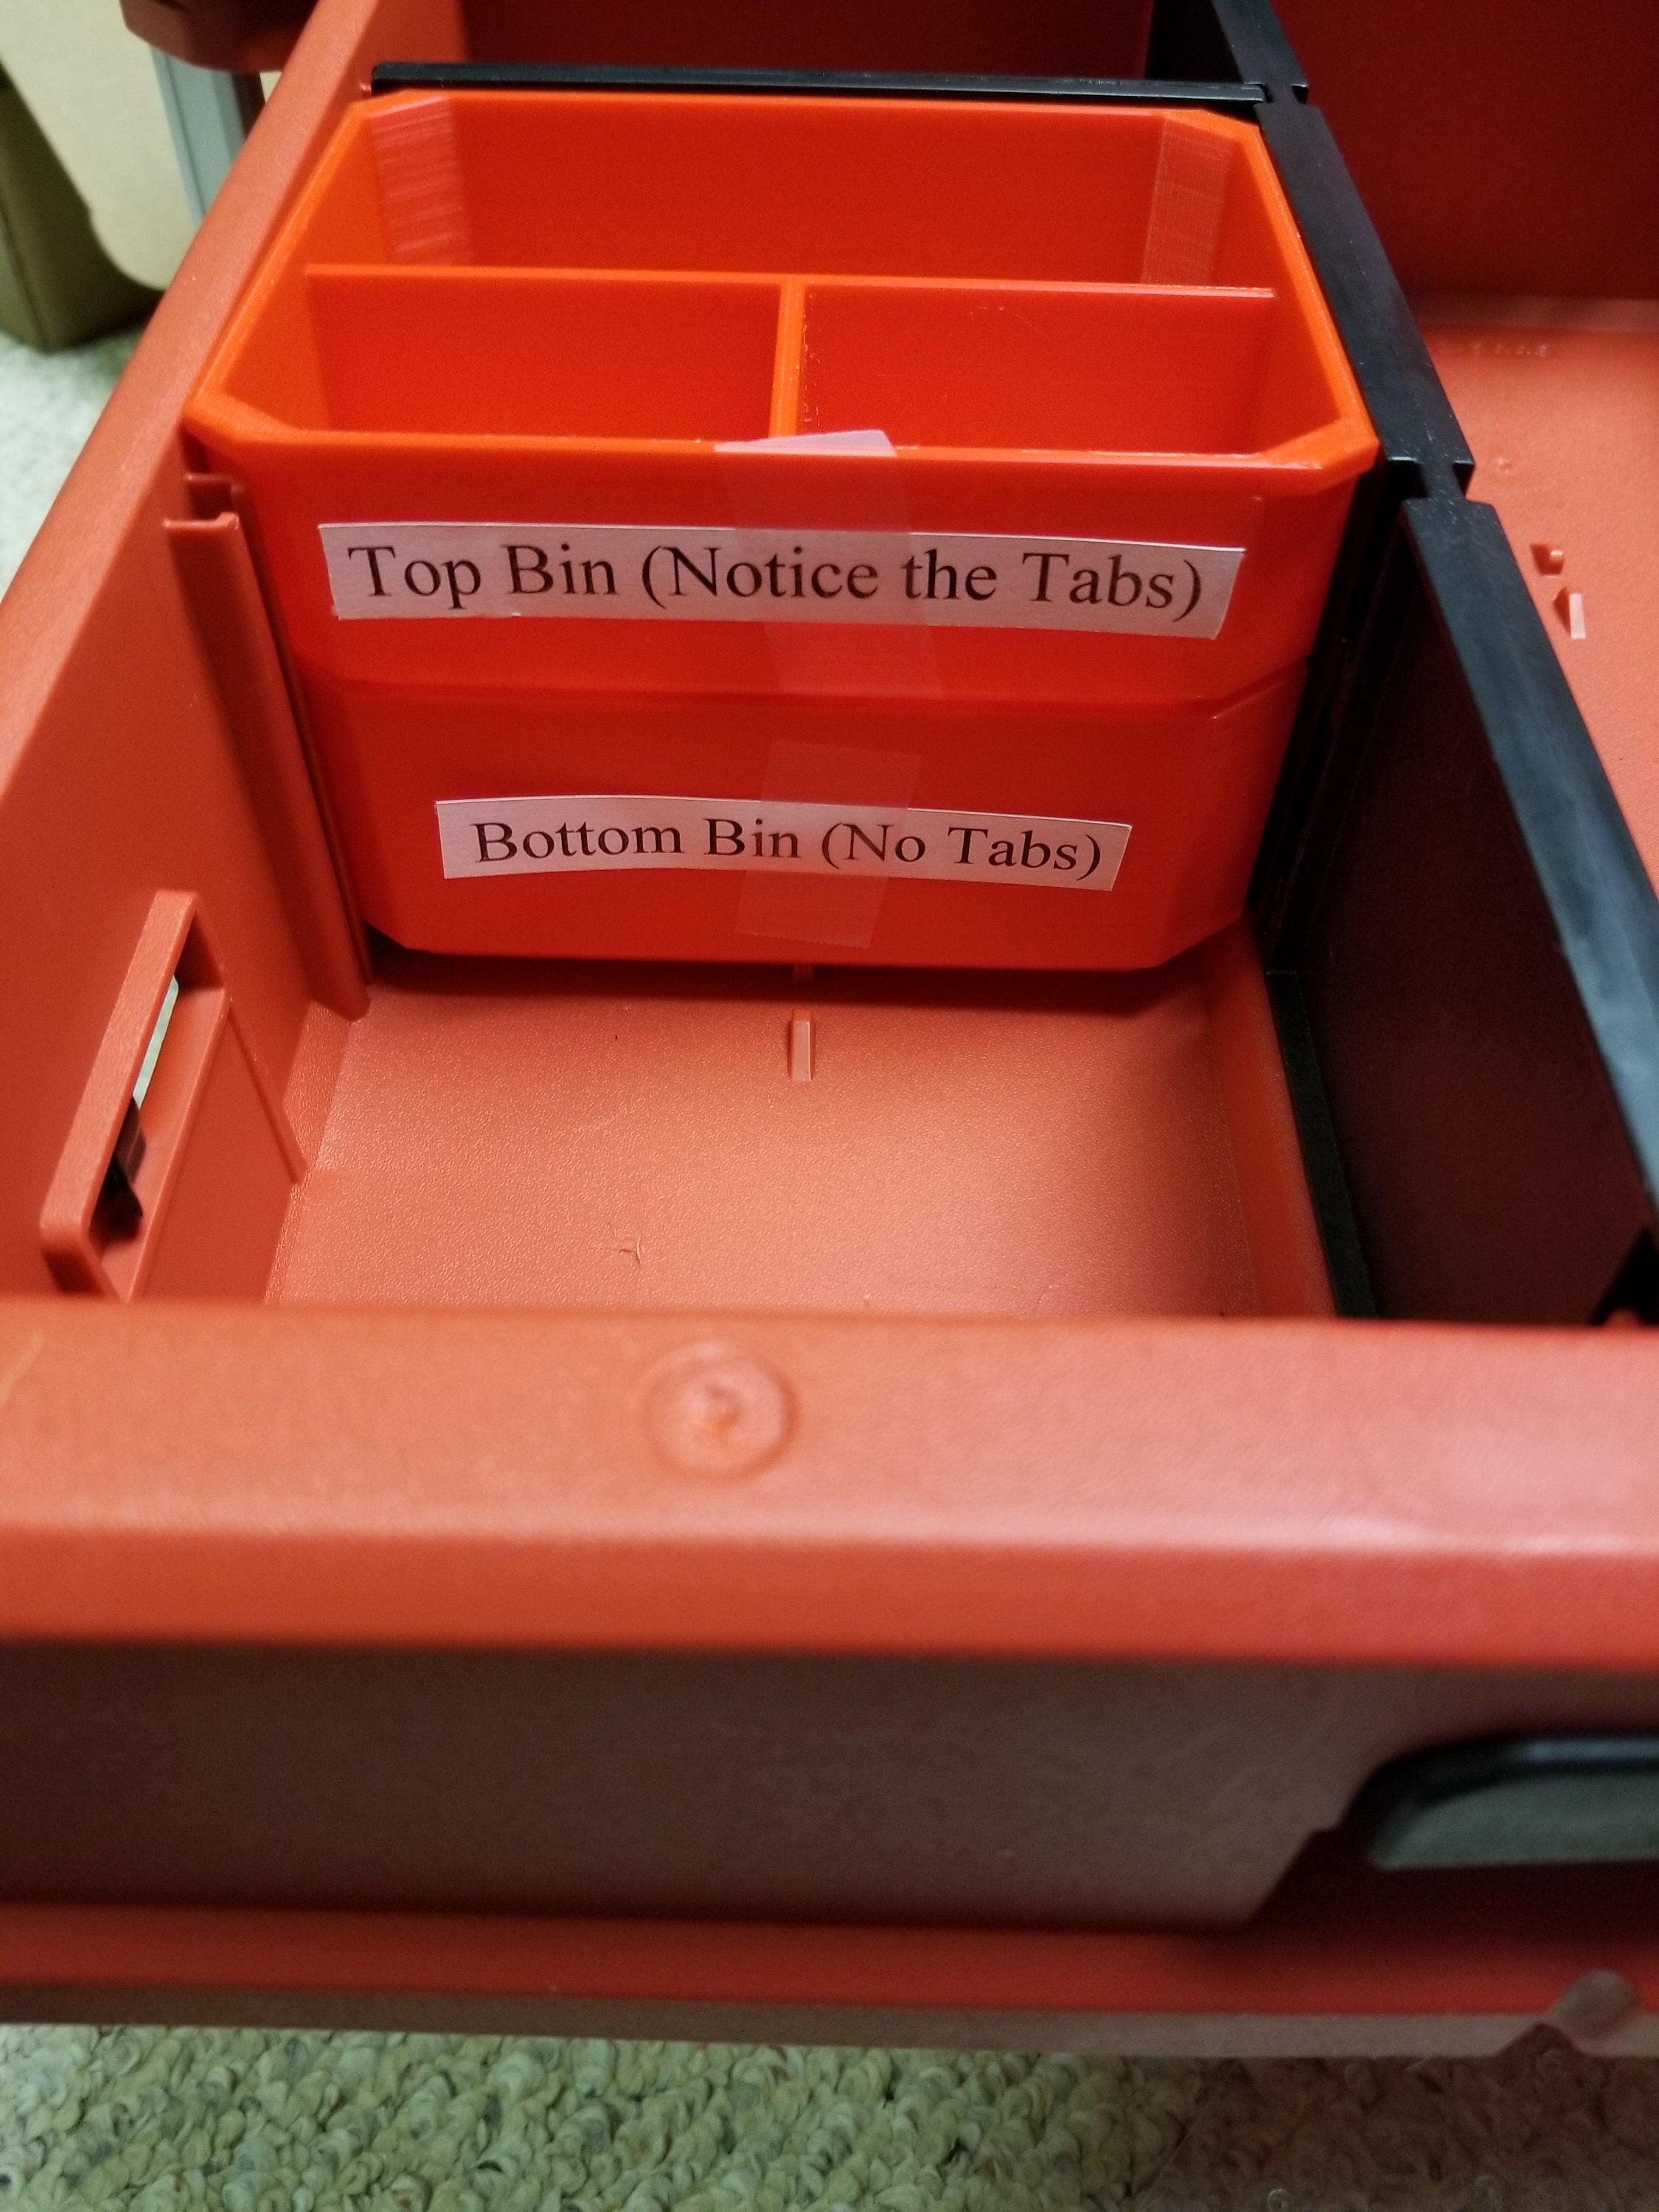 Top Bin (Notice the Tabs)
Bottom Bin (No Tabs)